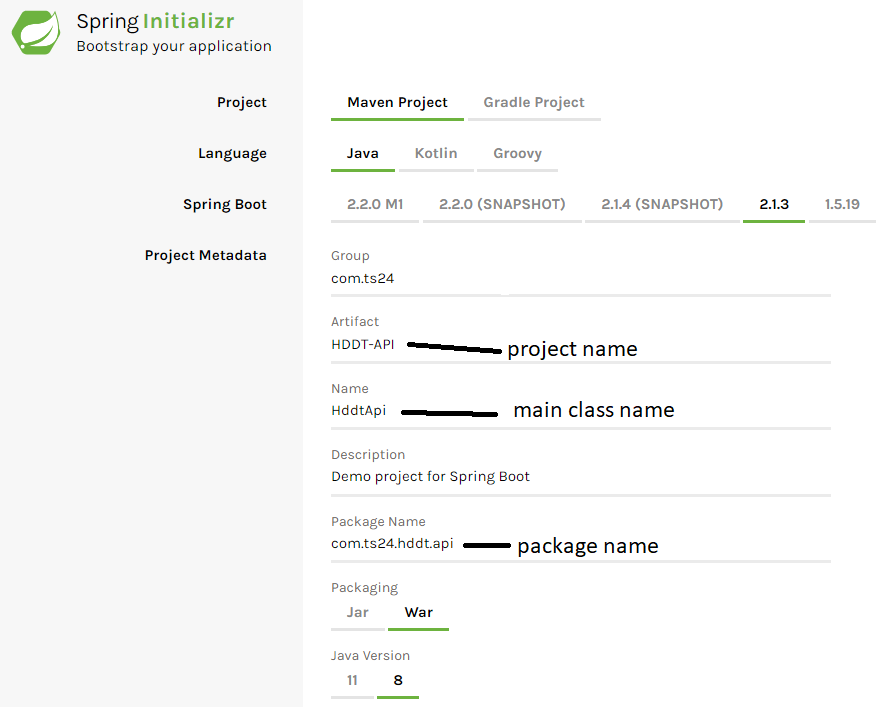 Spring Initializr
Bootstrap your application
Project Maven Project Gradle Project
Language Java Kotlin Groovy
Spring Boot 2.2.0 M1 2.2.0 (SNAPSHOT) 2.1.4 (SNAPSHOT) 2.1.3 1.5.19
Project Metadata
Group
com.ts24
Artifact
HDDT-API project name
Name
HddtApi main class name
Description
Demo project for Spring Boot
Package Name
com.ts24.hddt.api package name
Packaging
Jar War
Java Version
11 8